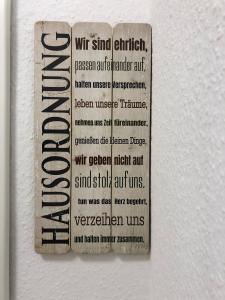 HAUSORDNUNG
Wir sind ehrlich,
passen aufeinander auf,
halten unsere Versprechen,
leben unsere Träume,
nehmen uns Zeit füreinander,
genießen die kleinen Dinge,
wir geben nicht auf
sind stolz auf uns,
tun was das Herz begehrt,
verzeihen uns
und halten immer zusammen.